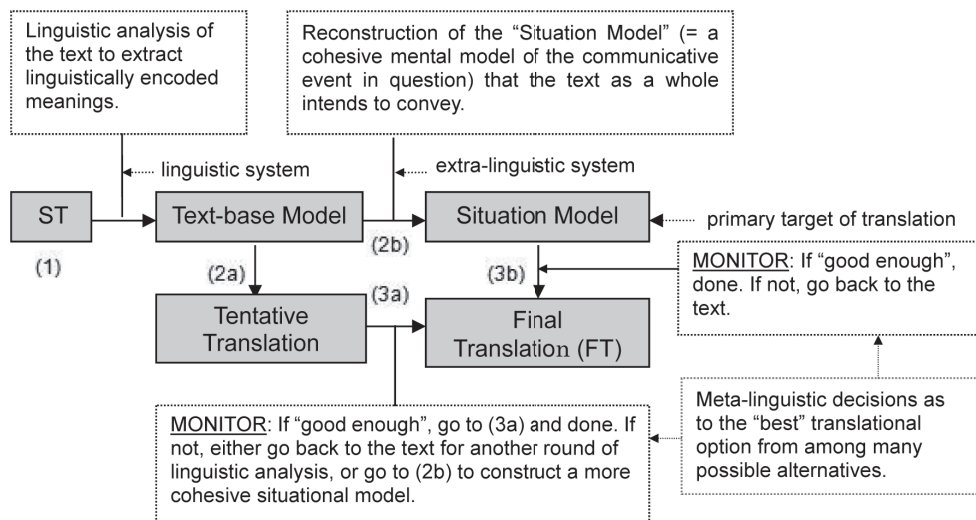 Linguistic analysis of
the text to extract
linguistically encoded
meanings.
Reconstruction of the “Situation Model” (= a
cohesive mental model of the communicative
event in question) that the text as a whole
intends to convey.
linguistic system
extra-linguistic system
ST
Text-base Model
Situation Model
primary target of translation
(1)
(2a)
(2b)
(3a)
(3b)
MONITOR: If “good enough”,
done. If not, go back to the
text.
Tentative
Translation
Final
Translation (FT)
MONITOR: If “good enough”, go to (3a) and done. If
not, either go back to the text for another round of
linguistic analysis, or go to (2b) to construct a more
cohesive situational model.
Meta-linguistic decisions as
to the “best” translational
option from among many
possible alternatives.